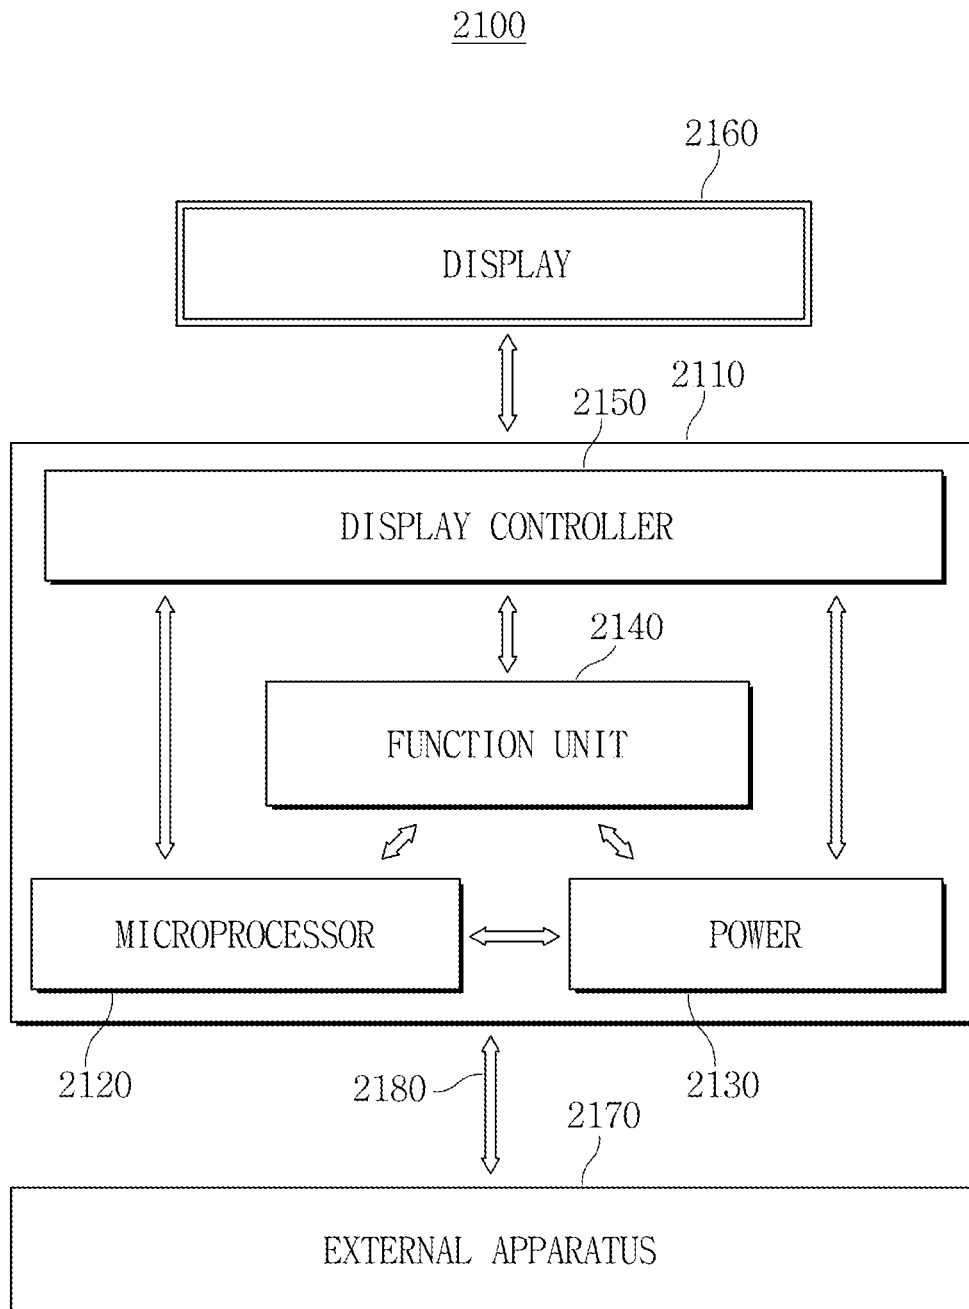 2100
2160
DISPLAY
2110
2150
DISPLAY CONTROLLER
2140
FUNCTION UNIT
MICROPROCESSOR
POWER
2120
2180
2130
2170
EXTERNAL APPARATUS